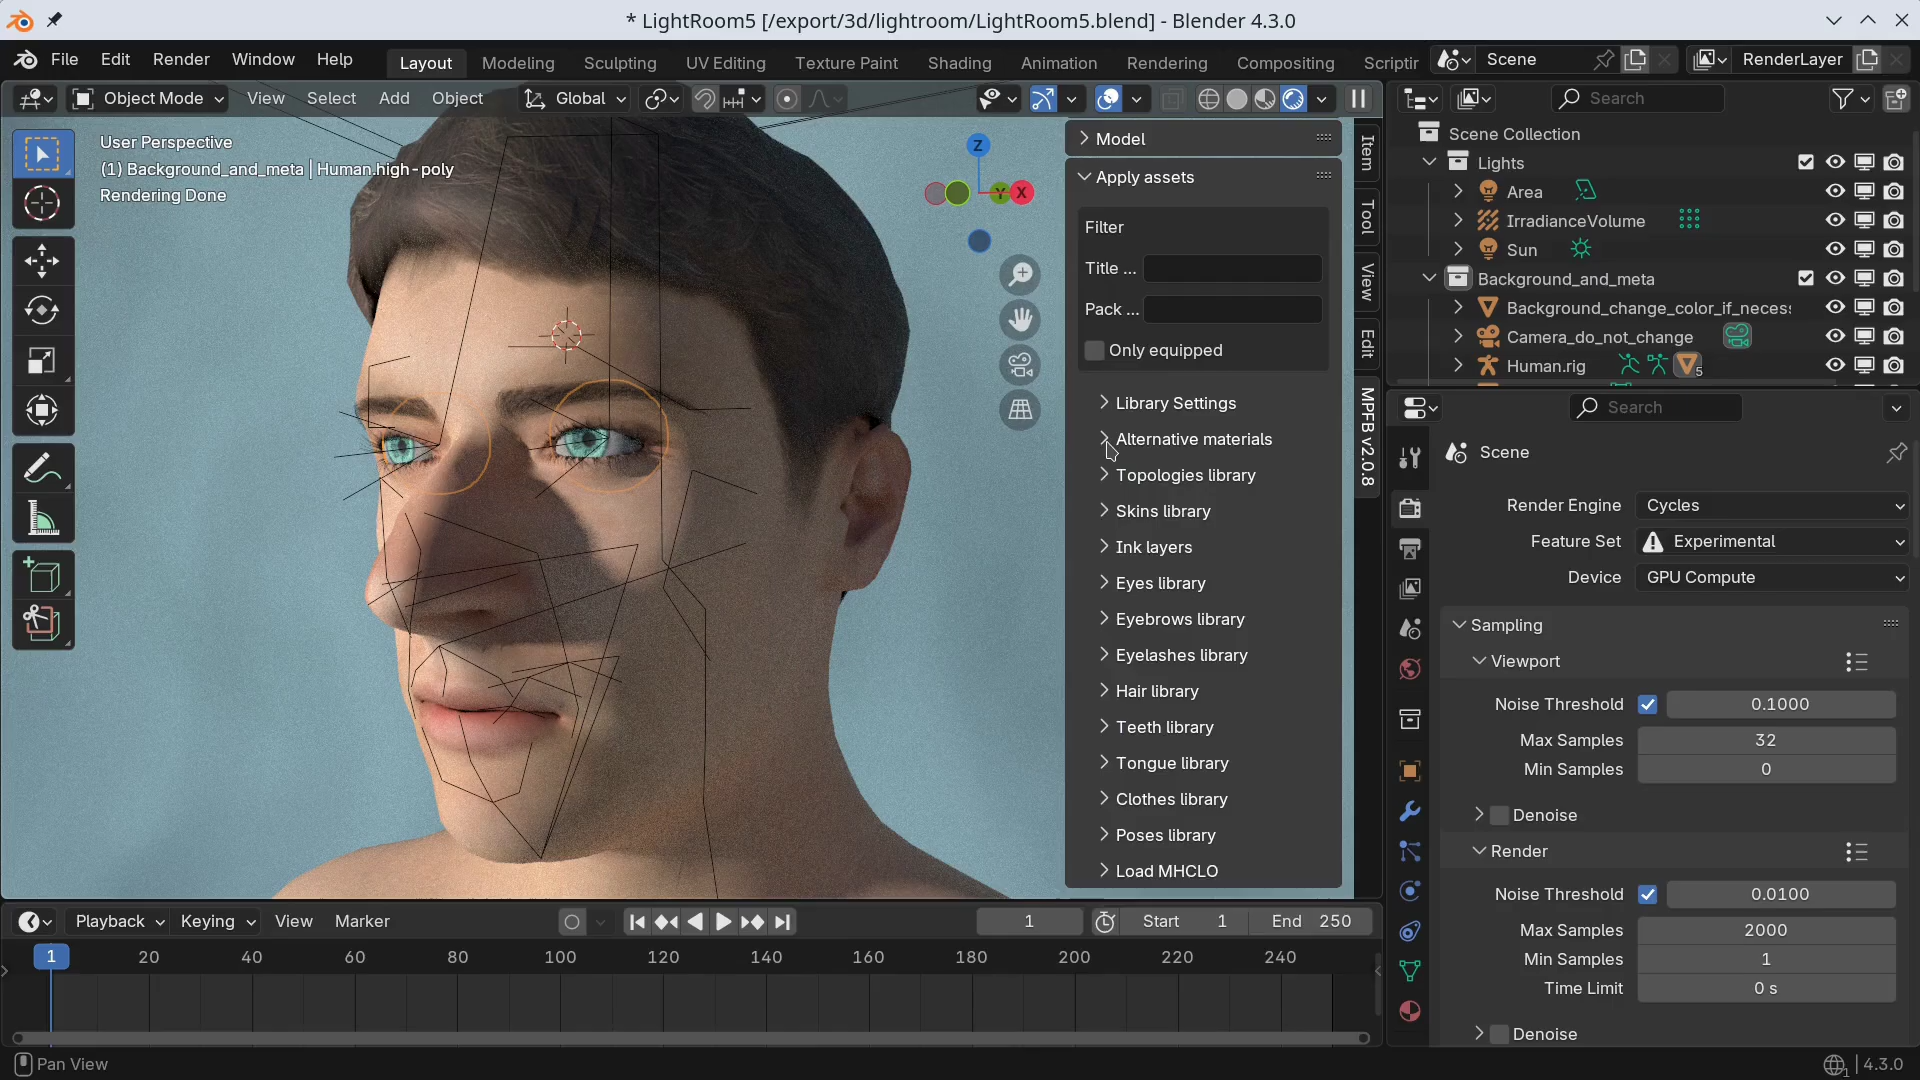 * LightRoom5 [/export/3d/lightroom/LightRoom5.blend] - Blender 4.3.0
File Edit Render Window Help Layout Modeling Sculpting UV Editing Texture Paint Shading Animation Rendering Compositing Scriptin Scene RenderLayer
Object Mode View Select Add Object Global
User Perspective
(1) Background_and_meta | Human.high-poly
Rendering Done
Z
Y
X
Model
Apply assets
Filter
Title ...
Pack ...
Only equipped
Library Settings
Alternative materials
Topologies library
Skins library
Ink layers
Eyes library
Eyebrows library
Eyelashes library
Hair library
Teeth library
Tongue library
Clothes library
Poses library
Load MHCLO
Item
Tool
View
Edit
MPFB v2.0.8
Search
Scene Collection
Lights
Area
IrradianceVolume
Sun
Background_and_meta
Background_change_color_if_necess
Camera_do_not_change
Human.rig 5
Search
Scene
Render Engine Cycles
Feature Set Experimental
Device GPU Compute
Sampling
Viewport
Noise Threshold 0.1000
Max Samples 32
Min Samples 0
Denoise
Render
Noise Threshold 0.0100
Max Samples 2000
Min Samples 1
Time Limit 0 s
Denoise
Playback Keying View Marker 1 Start 1 End 250
1 20 40 60 80 100 120 140 160 180 200 220 240
Pan View
1 4.3.0